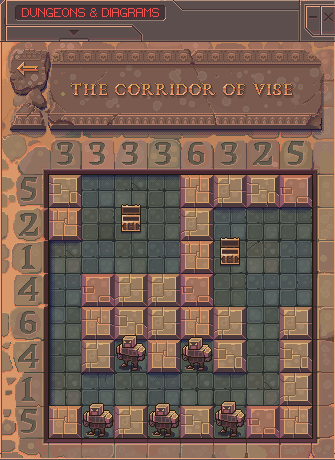 DUNGEONS & DIAGRAMS
THE CORRIDOR OF VISE
3 3 3 3 6 3 2 5
5
2
1
4
6
4
1
5